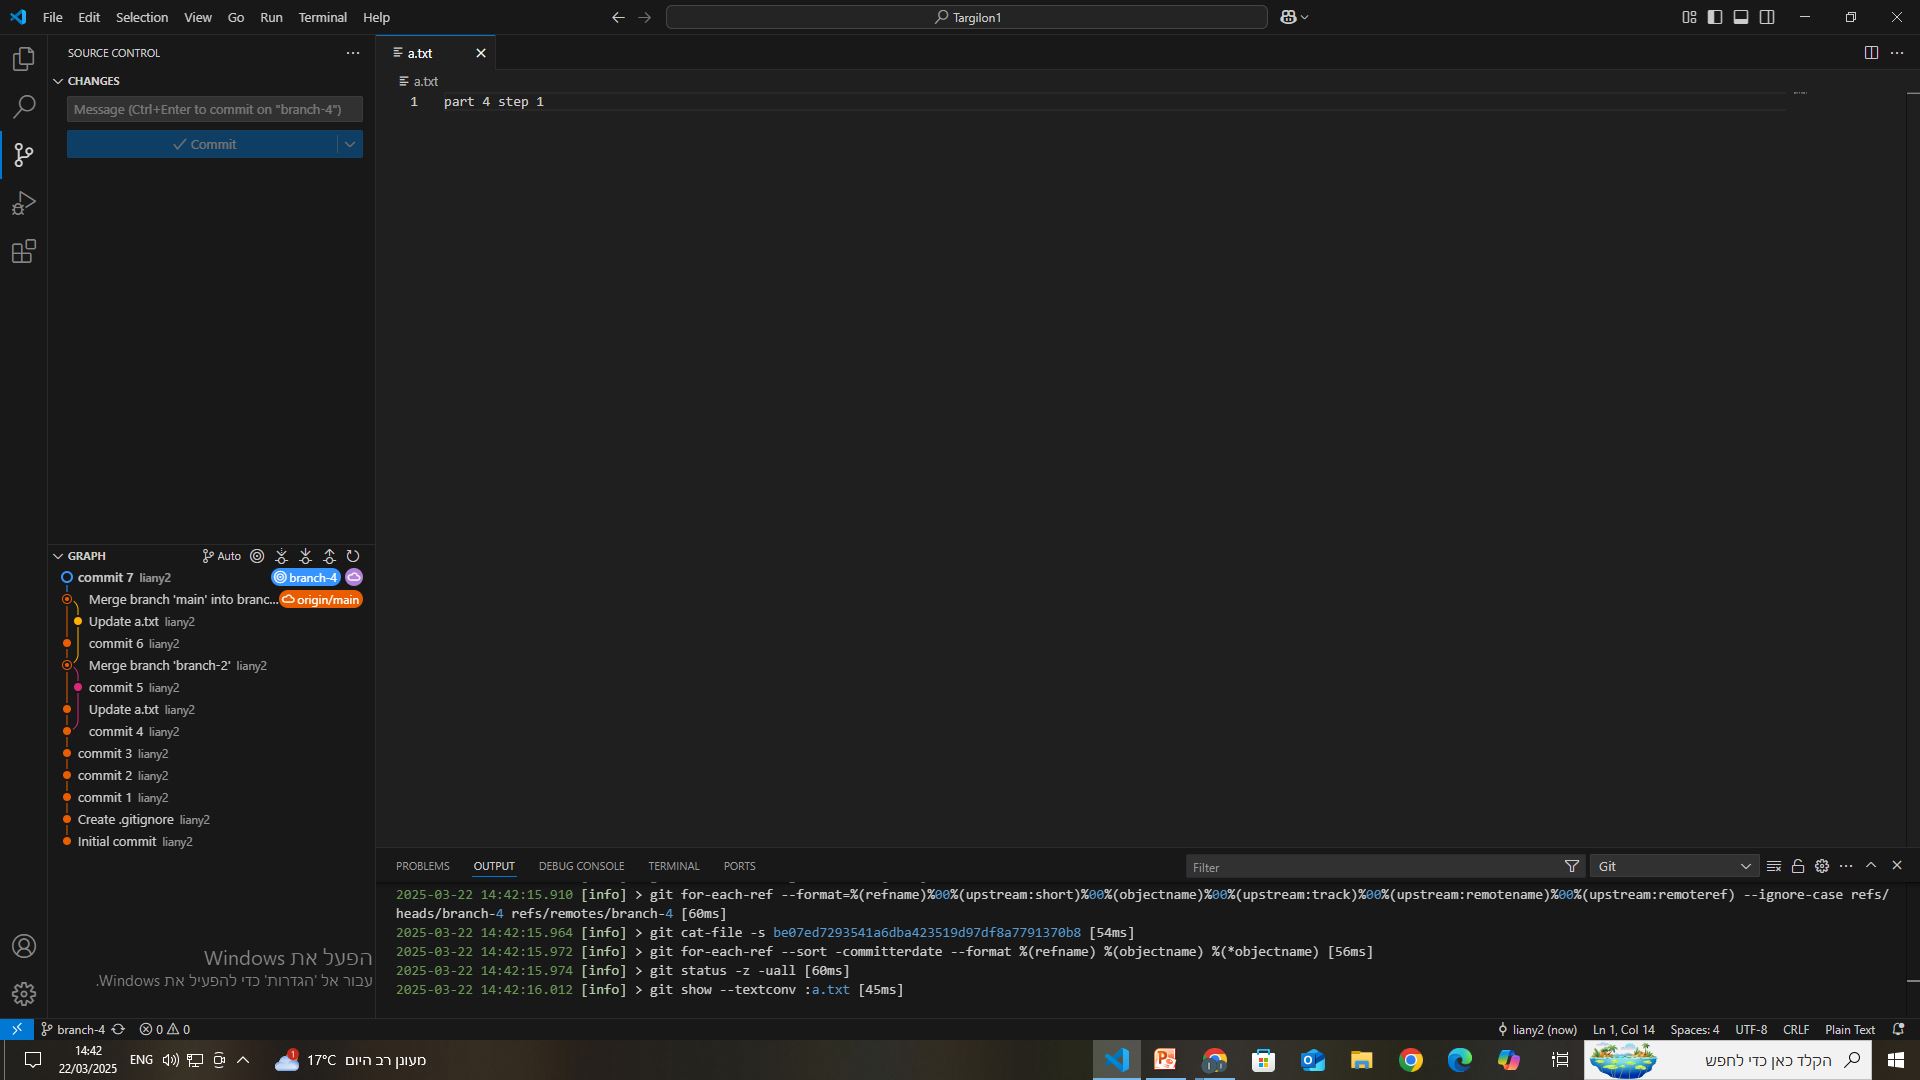 File Edit Selection View Go Run Terminal Help
Targilon1
SOURCE CONTROL
CHANGES
Message (Ctrl+Enter to commit on "branch-4")
Commit
a.txt
a.txt
1 part 4 step 1
GRAPH Auto
commit 7 liany2 branch-4
Merge branch 'main' into branc... origin/main
Update a.txt liany2
commit 6 liany2
Merge branch 'branch-2' liany2
commit 5 liany2
Update a.txt liany2
commit 4 liany2
commit 3 liany2
commit 2 liany2
commit 1 liany2
Create .gitignore liany2
Initial commit liany2
PROBLEMS OUTPUT DEBUG CONSOLE TERMINAL PORTS
Filter
Git
2025-03-22 14:42:15.910 [info] > git for-each-ref --format=%(refname)%00%(upstream:short)%00%(objectname)%00%(upstream:track)%00%(upstream:remotename)%00%(upstream:remoteref) --ignore-case refs/
heads/branch-4 refs/remotes/branch-4 [60ms]
2025-03-22 14:42:15.964 [info] > git cat-file -s be07ed7293541a6dba423519d97df8a7791370b8 [54ms]
2025-03-22 14:42:15.972 [info] > git for-each-ref --sort -committerdate --format %(refname) %(objectname) %(*objectname) [56ms]
2025-03-22 14:42:15.974 [info] > git status -z -uall [60ms]
2025-03-22 14:42:16.012 [info] > git show --textconv :a.txt [45ms]
הפעל את Windows
עבור אל 'הגדרות' כדי להפעיל את Windows.
branch-4 0 0
liany2 (now) Ln 1, Col 14 Spaces: 4 UTF-8 CRLF Plain Text
14:42
22/03/2025
ENG
1
17°C מעונן רב היום
הקלד כאן כדי לחפש